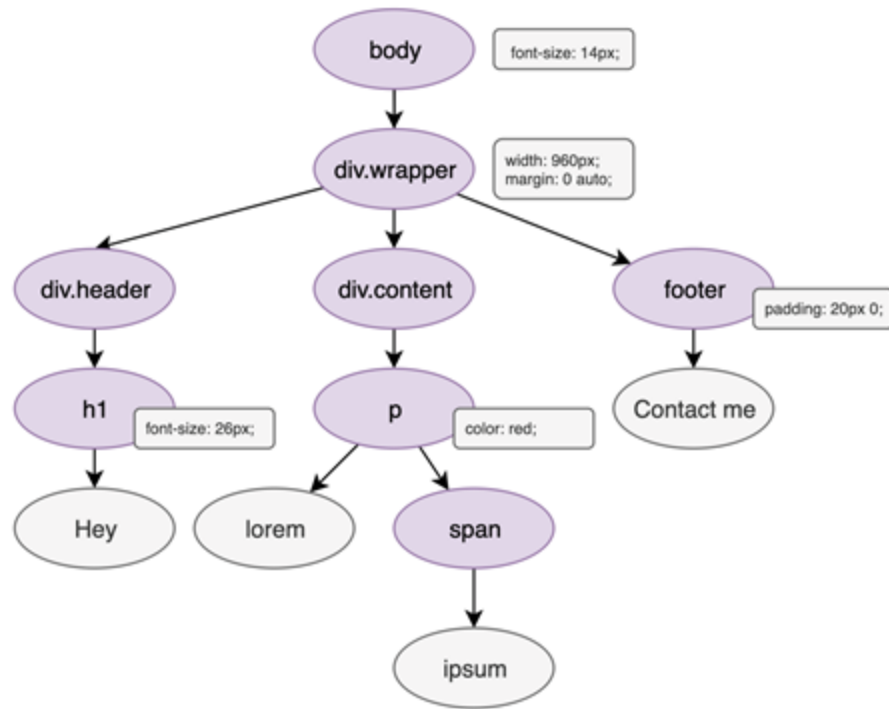 body
font-size: 14px;
div.wrapper
width: 960px;
margin: 0 auto;
div.header
div.content
footer
padding: 20px 0;
h1
font-size: 26px;
p
color: red;
Contact me
Hey
lorem
span
ipsum